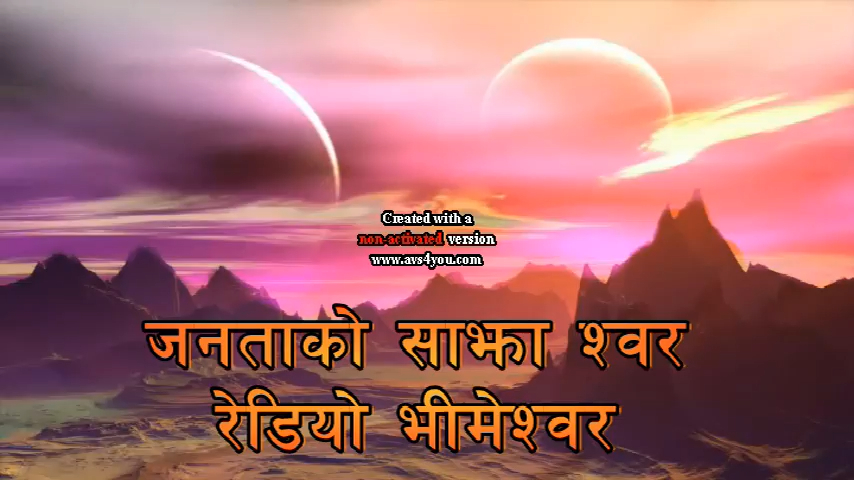 Created with a
non-activated version
www.avs4you.com
जनताको साझा श्वर
रेडियो भीमेश्वर